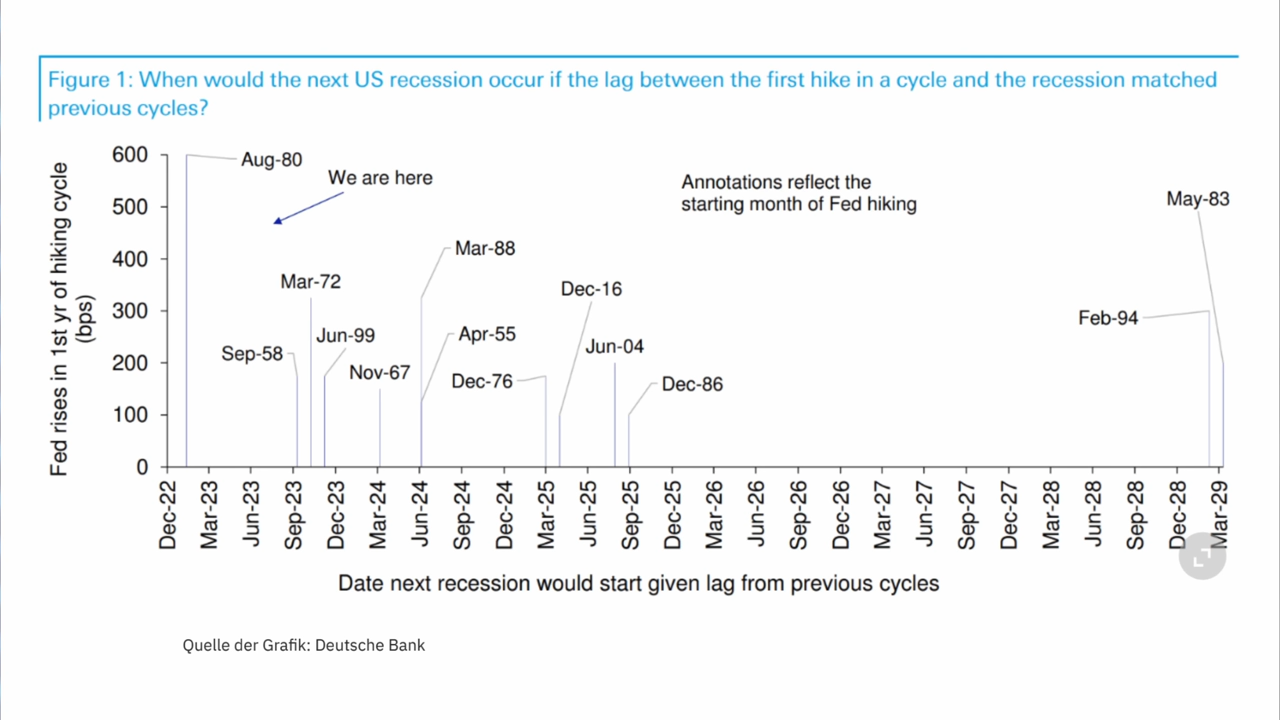 Figure 1: When would the next US recession occur if the lag between the first hike in a cycle and the recession matched
previous cycles?
Fed rises in 1st yr of hiking cycle
(bps)
600
500
400
300
200
100
0
Aug-80
We are here
Annotations reflect the
starting month of Fed hiking
May-83
Mar-88
Mar-72
Dec-16
Feb-94
Jun-99
Apr-55
Jun-04
Sep-58
Nov-67
Dec-76
Dec-86
Dec-22
Mar-23
Jun-23
Sep-23
Dec-23
Mar-24
Jun-24
Sep-24
Dec-24
Mar-25
Jun-25
Sep-25
Dec-25
Mar-26
Jun-26
Sep-26
Dec-26
Mar-27
Jun-27
Sep-27
Dec-27
Mar-28
Jun-28
Sep-28
Dec-28
Mar-29
Date next recession would start given lag from previous cycles
Quelle der Grafik: Deutsche Bank